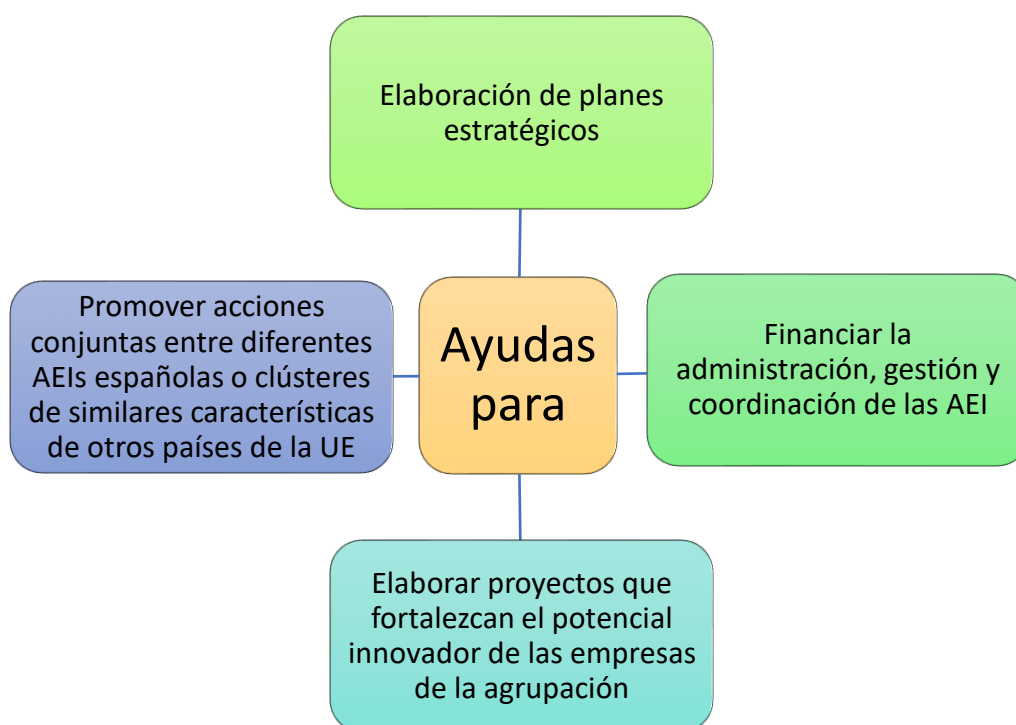 Elaboración de planes
estratégicos
Promover acciones
conjuntas entre diferentes
AEIs españolas o clústeres
de similares características
de otros países de la UE
Ayudas
para
Financiar la
administración, gestión y
coordinación de las AEI
Elaborar proyectos que
fortalezcan el potencial
innovador de las empresas
de la agrupación